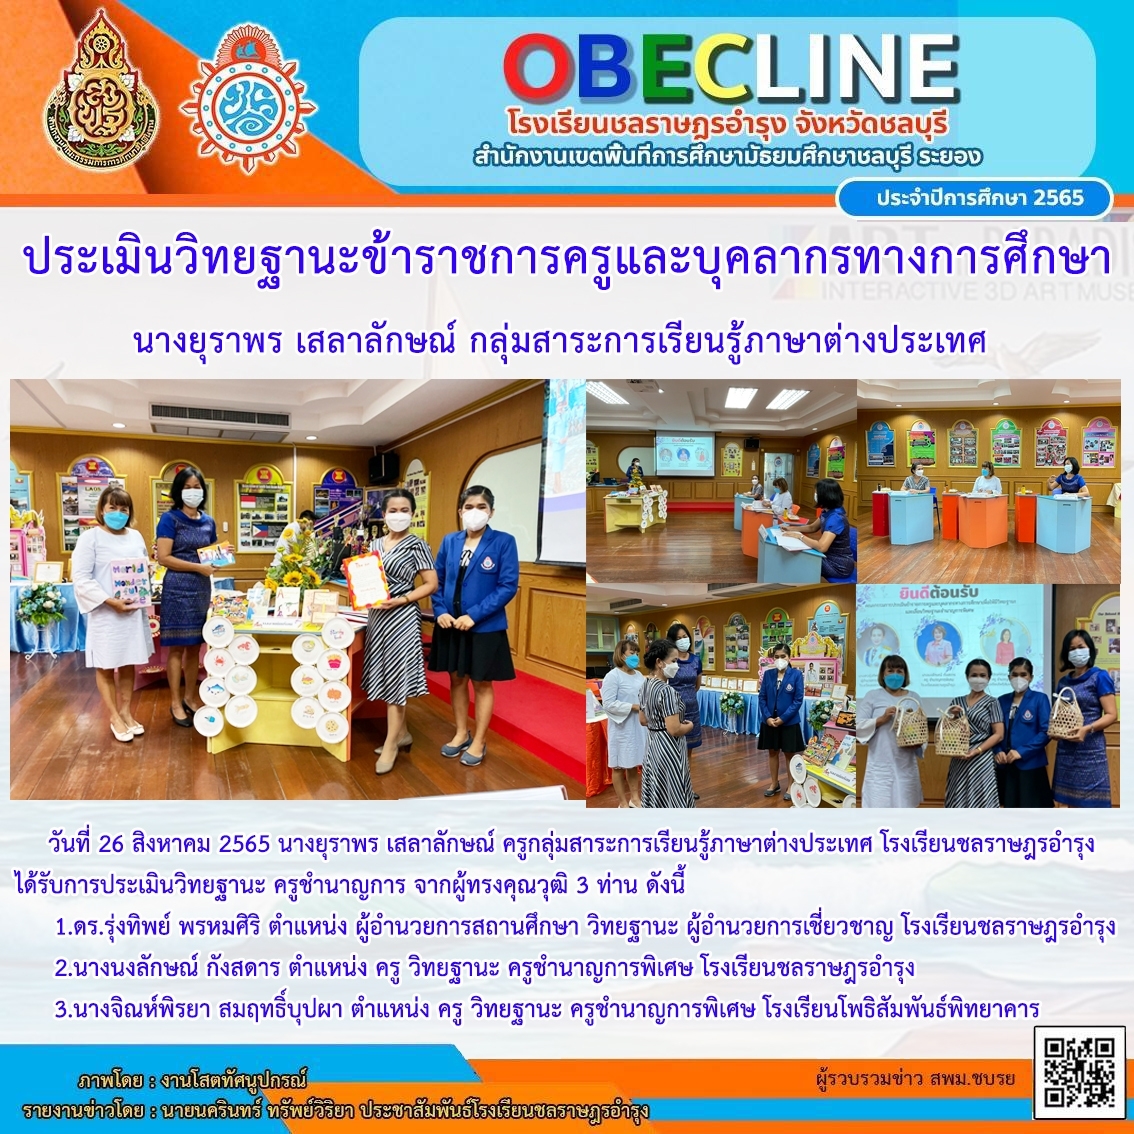 OBECLINE
โรงเรียนชลราษฎรอำรุง จังหวัดชลบุรี
สำนักงานเขตพื้นที่การศึกษามัธยมศึกษาชลบุรี ระยอง
ประจำปีการศึกษา 2565
ประเมินวิทยฐานะข้าราชการครูและบุคลากรทางการศึกษา
INTERACTIVE 3D ART MUSE
นางยุราพร เสลาลักษณ์ กลุ่มสาระการเรียนรู้ภาษาต่างประเทศ
LAOS
ยินดีต้อนรับ
ยินดีต้อนรับ
วันที่ 26 สิงหาคม 2565 นางยุราพร เสลาลักษณ์ ครูกลุ่มสาระการเรียนรู้ภาษาต่างประเทศ โรงเรียนชลราษฎรอำรุง
ได้รับการประเมินวิทยฐานะ ครูชำนาญการ จากผู้ทรงคุณวุฒิ 3 ท่าน ดังนี้
1.ดร.รุ่งทิพย์ พรหมศิริ ตำแหน่ง ผู้อำนวยการสถานศึกษา วิทยฐานะ ผู้อำนวยการเชี่ยวชาญ โรงเรียนชลราษฎรอำรุง
2.นางนงลักษณ์ กังสดาร ตำแหน่ง ครู วิทยฐานะ ครูชำนาญการพิเศษ โรงเรียนชลราษฎรอำรุง
3.นางจิณห์พิรยา สมฤทธิ์บุปผา ตำแหน่ง ครู วิทยฐานะ ครูชำนาญการพิเศษ โรงเรียนโพธิสัมพันธ์พิทยาคาร
ภาพโดย : งานโสตทัศนูปกรณ์
ผู้รวบรวมข่าว สพม.ชบรย
รายงานข่าวโดย : นายนครินทร์ ทรัพย์วิริยา ประชาสัมพันธ์โรงเรียนชลราษฎรอำรุง